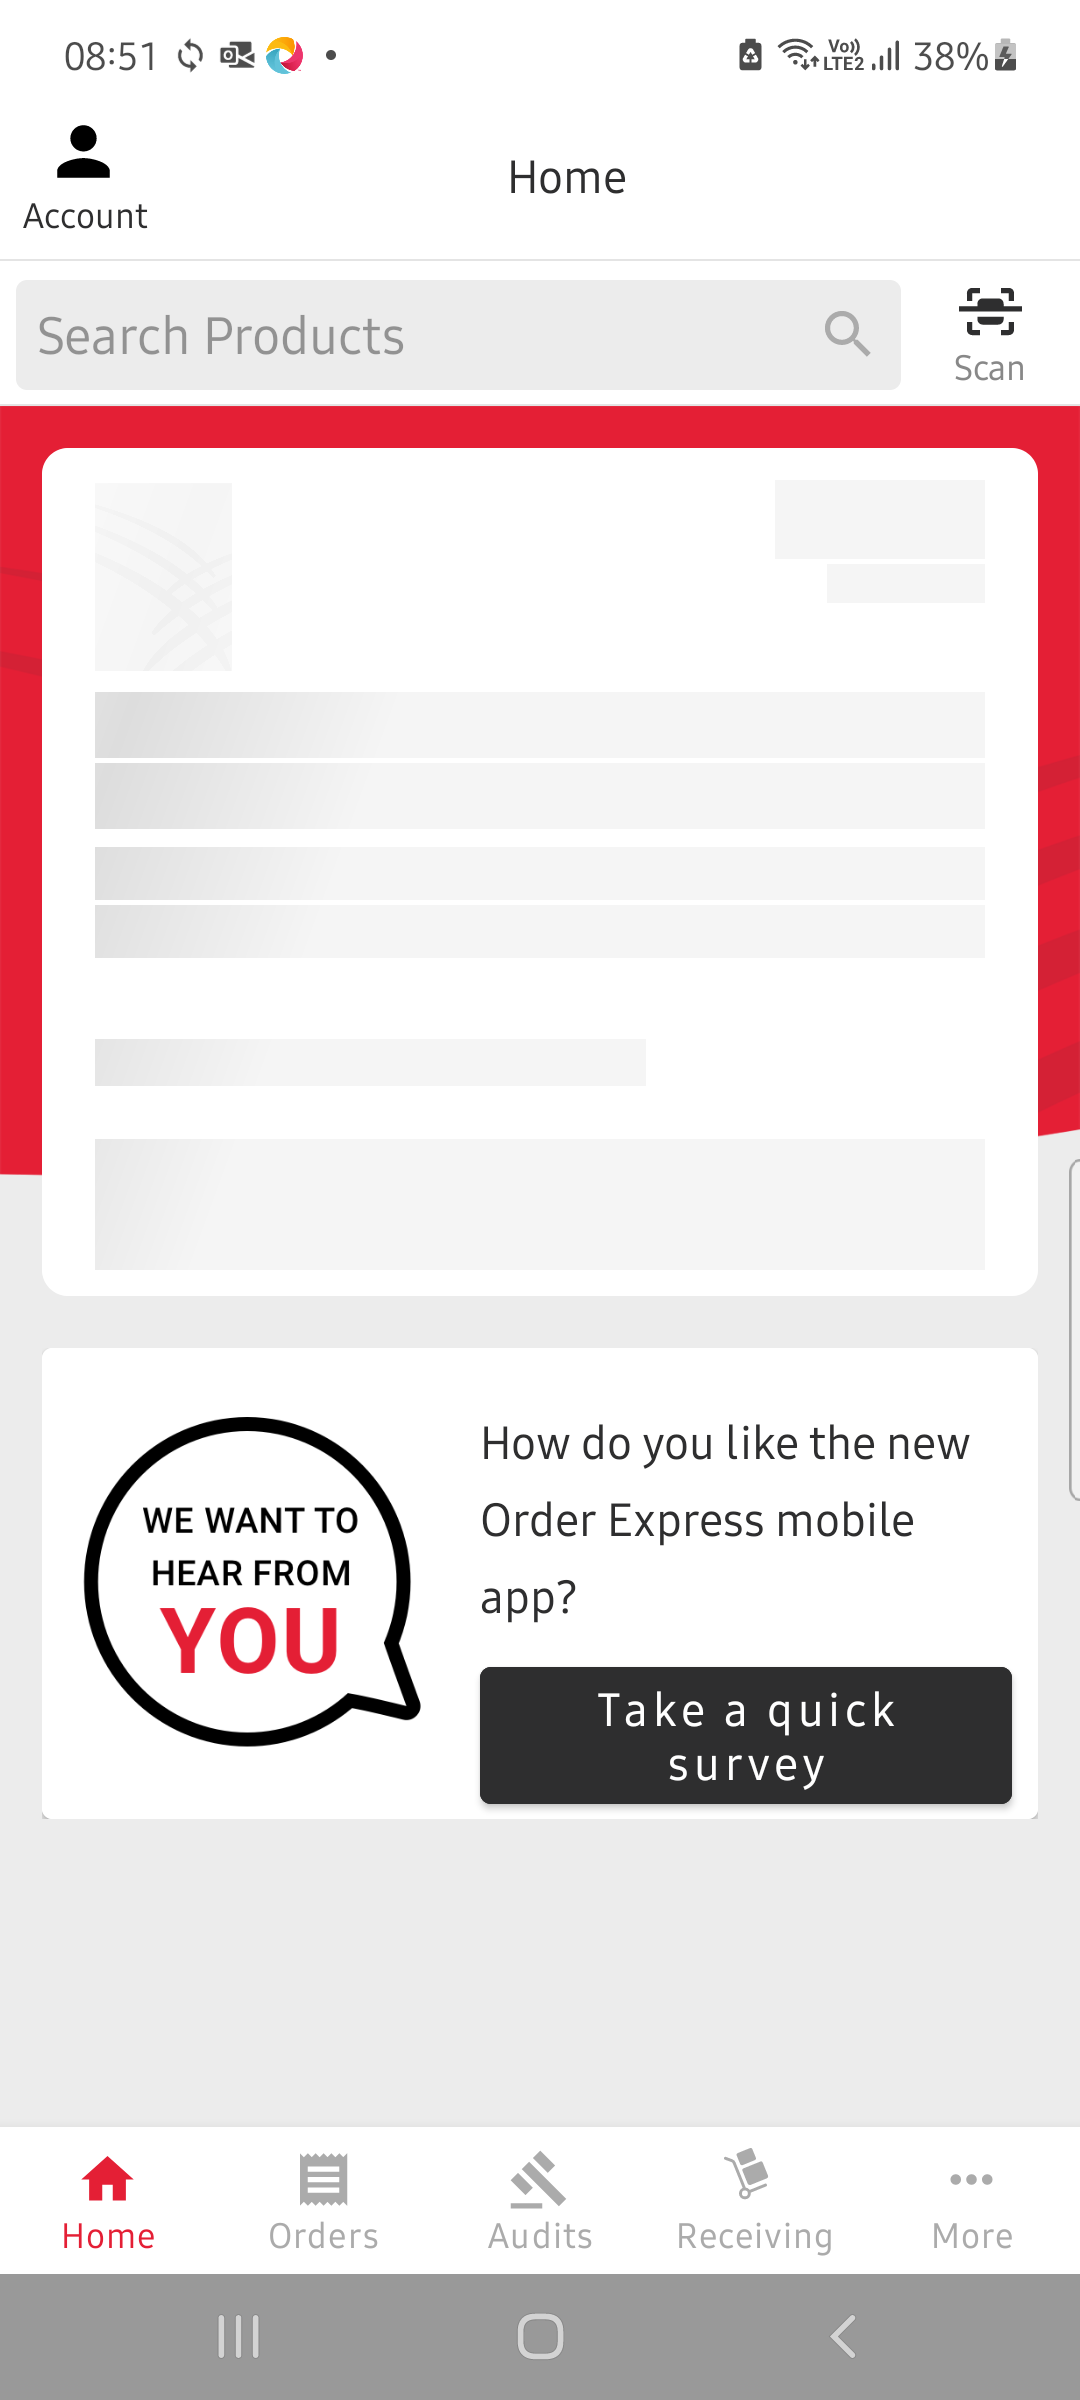 08:51
Vo)) LTE2 38%
Account
Home
Search Products
Scan
WE WANT TO
HEAR FROM
YOU
How do you like the new
Order Express mobile
app?
Take a quick
survey
Home
Orders
Audits
Receiving
More